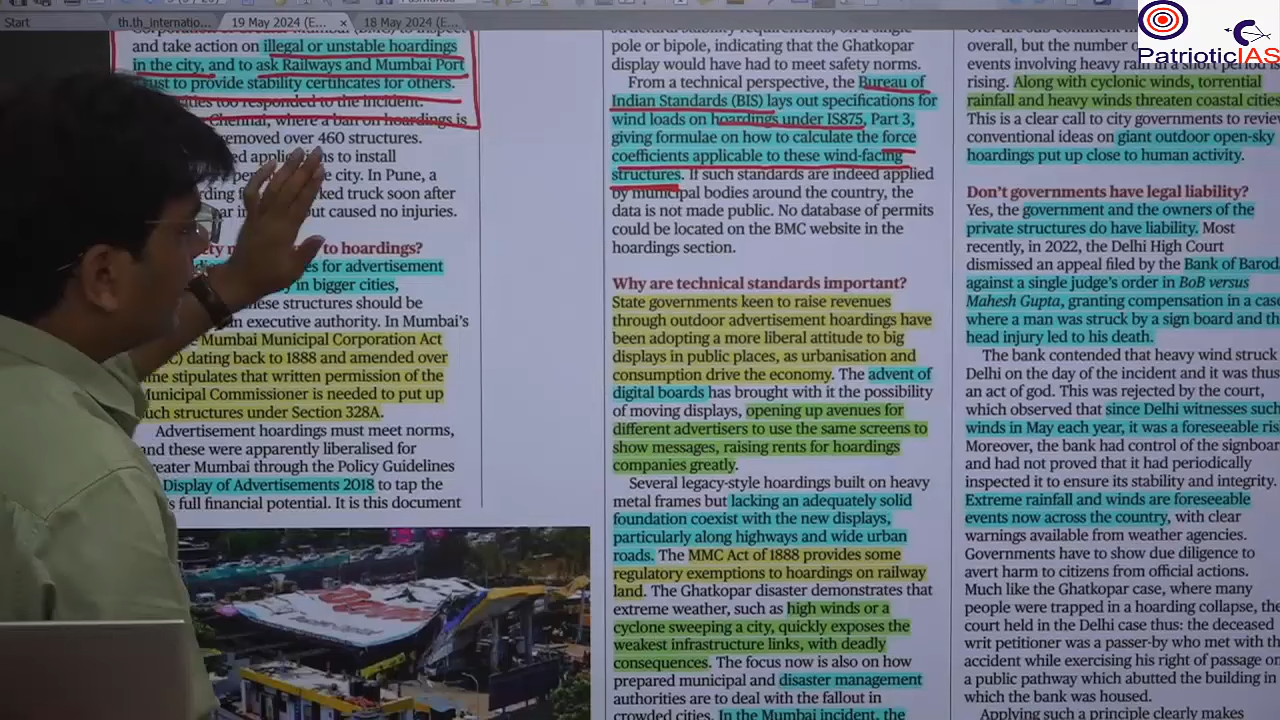 Start
th.th_internatio...
19 May 2024 (E...
×
18 May 2024 (E...
PatrioticIAS
and take action on illegal or unstable hoardings
in the city, and to ask Railways and Mumbai Port
Trust to provide stability certificates for others.
too responded to the incident.
Chennai, where a ban on hoardings is
removed over 460 structures.
to install
city. In Pune, a
truck soon after
but caused no injuries.
to hoardings?
for advertisement
in bigger cities,
these structures should be
an executive authority. In Mumbai's
Mumbai Municipal Corporation Act
dating back to 1888 and amended over
stipulates that written permission of the
Municipal Commissioner is needed to put up
such structures under Section 328A.
Advertisement hoardings must meet norms,
and these were apparently liberalised for
Greater Mumbai through the Policy Guidelines
Display of Advertisements 2018 to tap the
full financial potential. It is this document
pole or bipole, indicating that the Ghatkopar
display would have had to meet safety norms.
From a technical perspective, the Bureau of
Indian Standards (BIS) lays out specifications for
wind loads on hoardings under IS875, Part 3,
giving formulae on how to calculate the force
coefficients applicable to these wind-facing
structures. If such standards are indeed applied
by municipal bodies around the country, the
data is not made public. No database of permits
could be located on the BMC website in the
hoardings section.
Why are technical standards important?
State governments keen to raise revenues
through outdoor advertisement hoardings have
been adopting a more liberal attitude to big
displays in public places, as urbanisation and
consumption drive the economy. The advent of
digital boards has brought with it the possibility
of moving displays, opening up avenues for
different advertisers to use the same screens to
show messages, raising rents for hoardings
companies greatly.
Several legacy-style hoardings built on heavy
metal frames but lacking an adequately solid
foundation coexist with the new displays,
particularly along highways and wide urban
roads. The MMC Act of 1888 provides some
regulatory exemptions to hoardings on railway
land. The Ghatkopar disaster demonstrates that
extreme weather, such as high winds or a
cyclone sweeping a city, quickly exposes the
weakest infrastructure links, with deadly
consequences. The focus now is also on how
prepared municipal and disaster management
authorities are to deal with the fallout in
crowded cities. In the Mumbai incident, the
overall, but the number o
events involving heavy rain in a short period is
rising. Along with cyclonic winds, torrential
rainfall and heavy winds threaten coastal cities
This is a clear call to city governments to review
conventional ideas on giant outdoor open-sky
hoardings put up close to human activity.
Don't governments have legal liability?
Yes, the government and the owners of the
private structures do have liability. Most
recently, in 2022, the Delhi High Court
dismissed an appeal filed by the Bank of Barod
against a single judge's order in BoB versus
Mahesh Gupta, granting compensation in a case
where a man was struck by a sign board and th
head injury led to his death.
The bank contended that heavy wind struck
Delhi on the day of the incident and it was thus
an act of god. This was rejected by the court,
which observed that since Delhi witnesses such
winds in May each year, it was a foreseeable ris
Moreover, the bank had control of the signboar
and had not proved that it had periodically
inspected it to ensure its stability and integrity.
Extreme rainfall and winds are foreseeable
events now across the country, with clear
warnings available from weather agencies.
Governments have to show due diligence to
avert harm to citizens from official actions.
Much like the Ghatkopar case, where many
people were trapped in a hoarding collapse, the
court held in the Delhi case thus: the deceased
writ petitioner was a passer-by who met with th
accident while exercising his right of passage on
a public pathway which abutted the building in
which the bank was housed.
Applying such a principle clearly makes